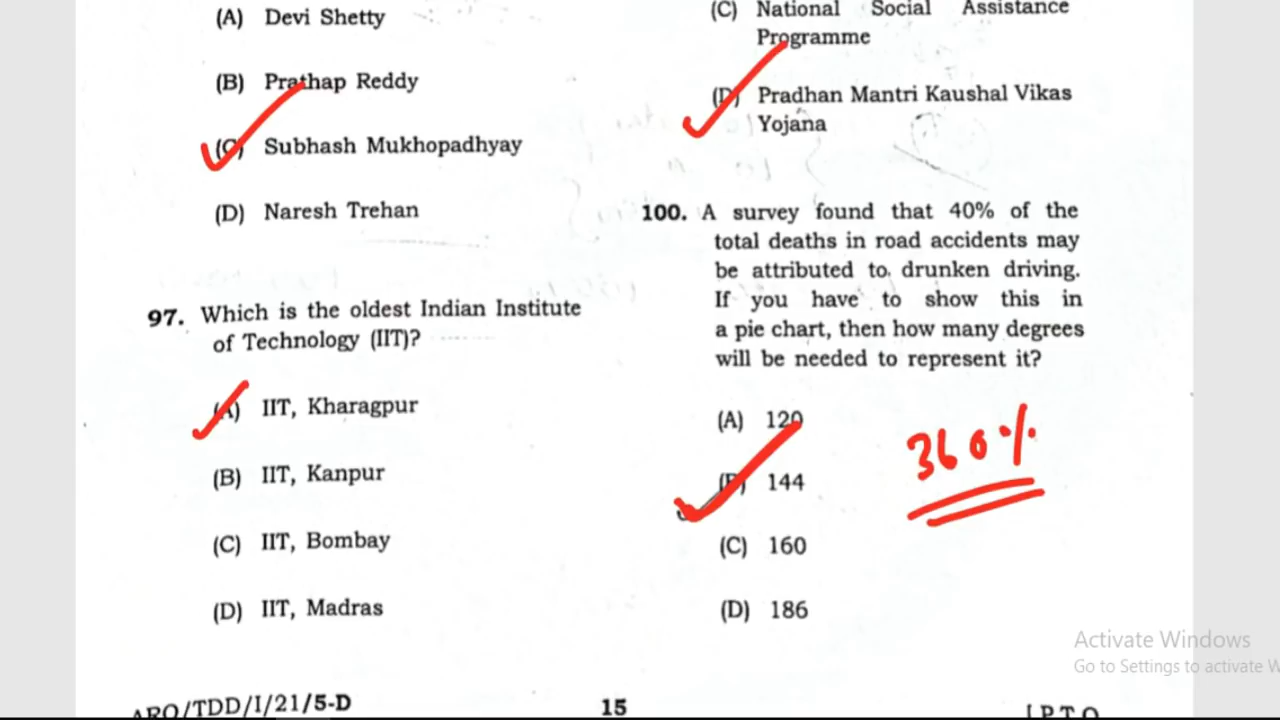 (A) Devi Shetty
(B) Prathap Reddy
(C) Subhash Mukhopadhyay
(D) Naresh Trehan
97. Which is the oldest Indian Institute
of Technology (IIT)?
(A) IIT, Kharagpur
(B) IIT, Kanpur
(C) IIT, Bombay
(D) IIT, Madras
(C) National Social Assistance
Programme
(D) Pradhan Mantri Kaushal Vikas
Yojana
100. A survey found that 40% of the
total deaths in road accidents may
be attributed to drunken driving.
If you have to show this in
a pie chart, then how many degrees
will be needed to represent it?
(A) 120
(B) 144
(C) 160
(D) 186
360%
ARO/TDD/I/21/5-D
15
[ P.T.O.
Activate Windows
Go to Settings to activate W